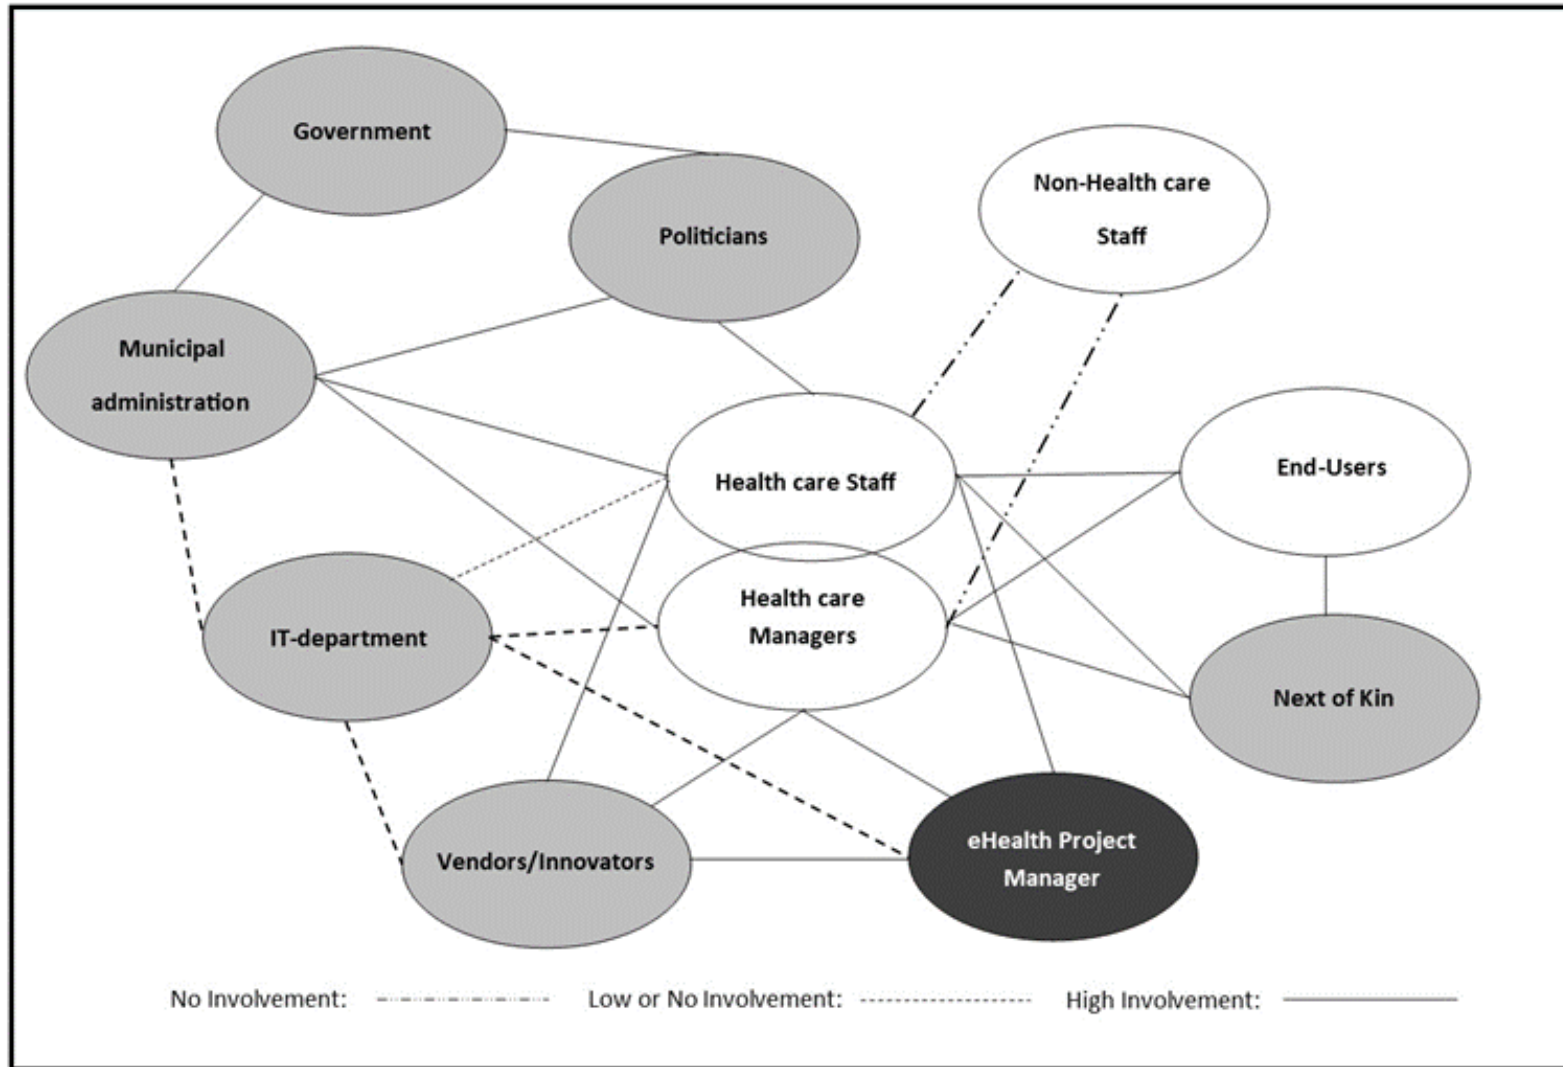 Government
Politicians
Non-Health care
Staff
Municipal
administration
Health care Staff
End-Users
Health care
Managers
IT-department
Next of Kin
eHealth Project
Manager
Vendors/Innovators
No Involvement:
Low or No Involvement:
High Involvement: